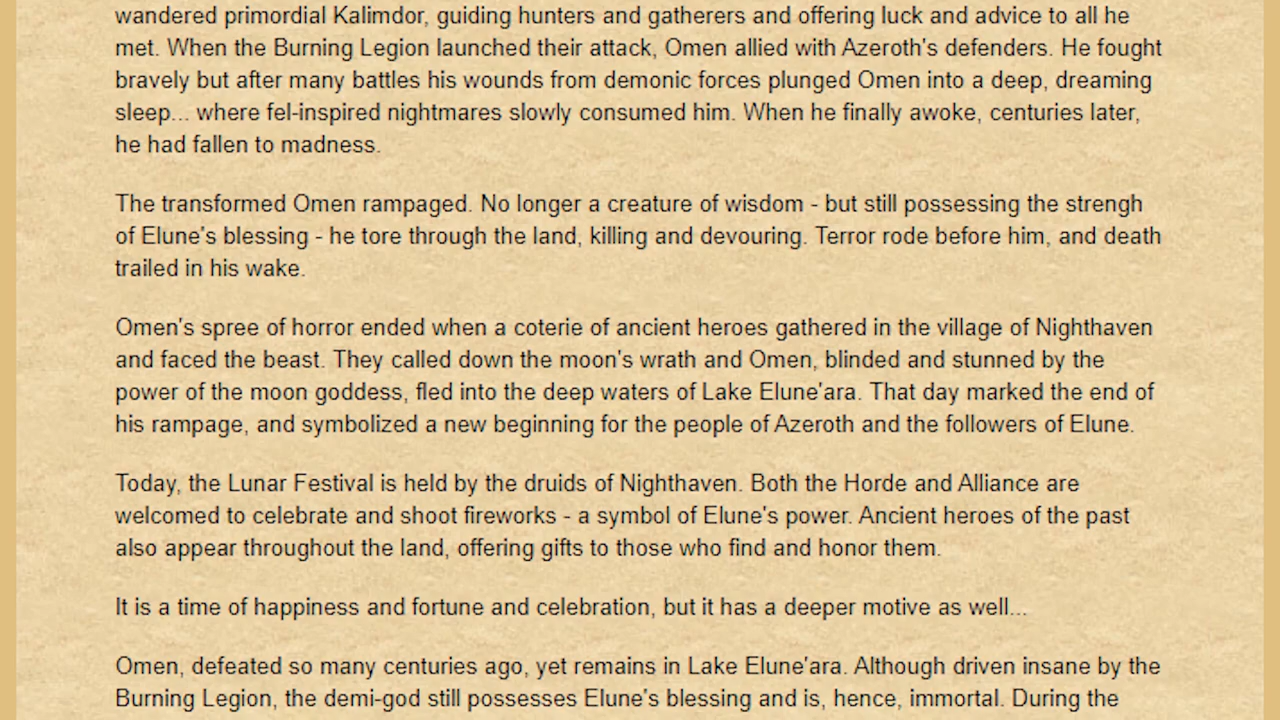 wandered primordial Kalimdor, guiding hunters and gatherers and offering luck and advice to all he
met. When the Burning Legion launched their attack, Omen allied with Azeroth's defenders. He fought
bravely but after many battles his wounds from demonic forces plunged Omen into a deep, dreaming
sleep... where fel-inspired nightmares slowly consumed him. When he finally awoke, centuries later,
he had fallen to madness.
The transformed Omen rampaged. No longer a creature of wisdom - but still possessing the strengh
of Elune's blessing - he tore through the land, killing and devouring. Terror rode before him, and death
trailed in his wake.
Omen's spree of horror ended when a coterie of ancient heroes gathered in the village of Nighthaven
and faced the beast. They called down the moon's wrath and Omen, blinded and stunned by the
power of the moon goddess, fled into the deep waters of Lake Elune'ara. That day marked the end of
his rampage, and symbolized a new beginning for the people of Azeroth and the followers of Elune.
Today, the Lunar Festival is held by the druids of Nighthaven. Both the Horde and Alliance are
welcomed to celebrate and shoot fireworks - a symbol of Elune's power. Ancient heroes of the past
also appear throughout the land, offering gifts to those who find and honor them.
It is a time of happiness and fortune and celebration, but it has a deeper motive as well...
Omen, defeated so many centuries ago, yet remains in Lake Elune'ara. Although driven insane by the
Burning Legion, the demi-god still possesses Elune's blessing and is, hence, immortal. During the